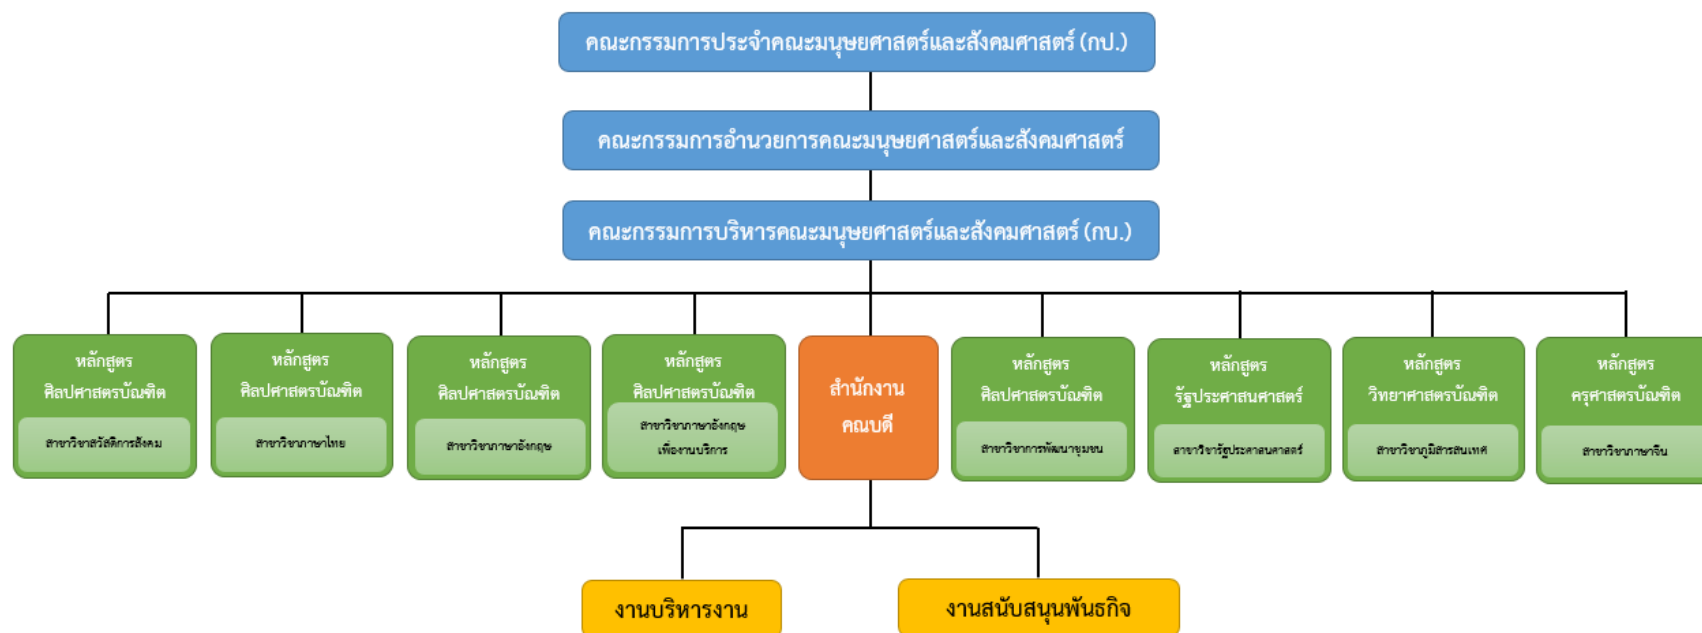 คณะกรรมการประจำคณะมนุษยศาสตร์และสังคมศาสตร์ (กป.)
คณะกรรมการอำนวยการคณะมนุษยศาสตร์และสังคมศาสตร์
คณะกรรมการบริหารคณะมนุษยศาสตร์และสังคมศาสตร์ (กบ.)
หลักสูตร
ศิลปศาสตรบัณฑิต
สาขาวิชาสวัสดิการสังคม
หลักสูตร
ศิลปศาสตรบัณฑิต
สาขาวิชาภาษาไทย
หลักสูตร
ศิลปศาสตรบัณฑิต
สาขาวิชาภาษาอังกฤษ
หลักสูตร
ศิลปศาสตรบัณฑิต
สาขาวิชาภาษาอังกฤษ
เพื่องานบริการ
สำนักงาน
คณบดี
หลักสูตร
ศิลปศาสตรบัณฑิต
สาขาวิชาการพัฒนาชุมชน
หลักสูตร
รัฐประศาสนศาสตร์
สาขาวิชารัฐประศาสนศาสตร์
หลักสูตร
วิทยาศาสตรบัณฑิต
สาขาวิชาภูมิสารสนเทศ
หลักสูตร
ครุศาสตรบัณฑิต
สาขาวิชาภาษาจีน
งานบริหารงาน
งานสนับสนุนพันธกิจ